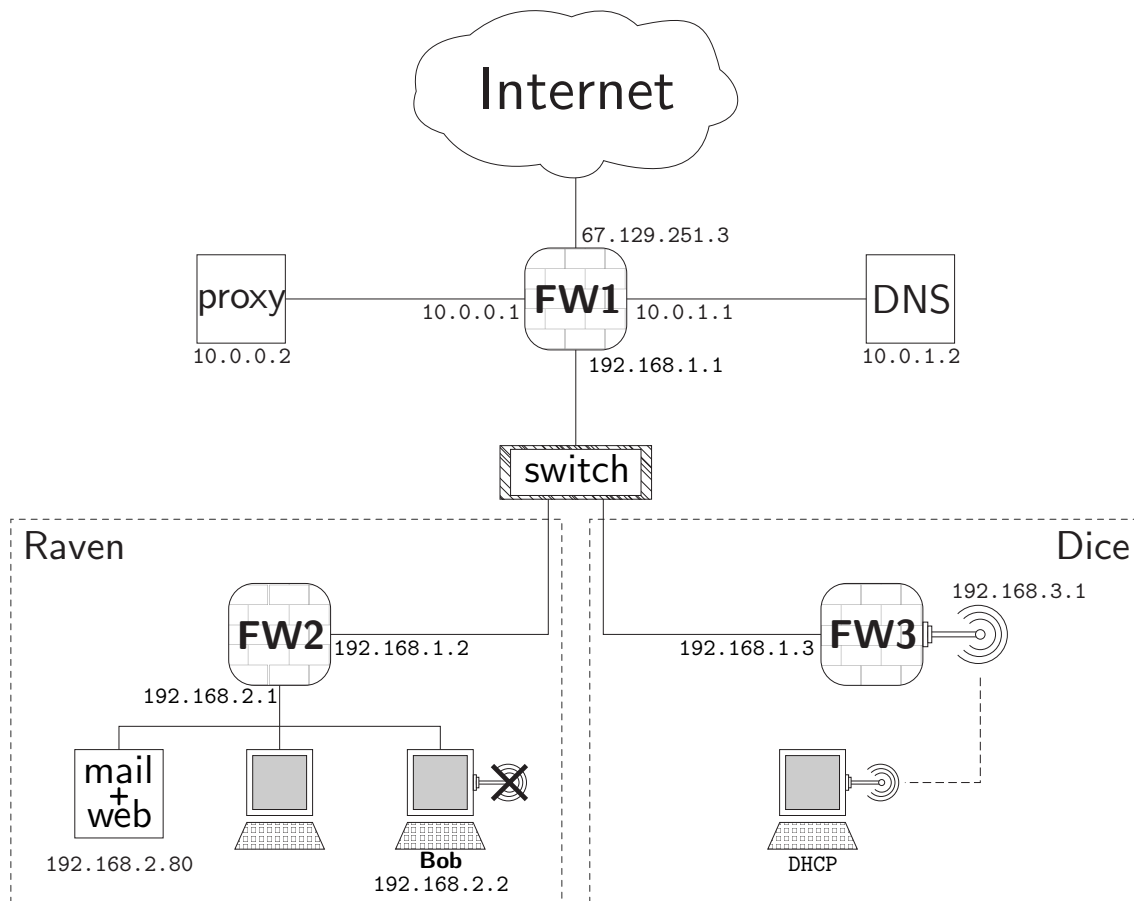 Internet
67.129.251.3
proxy
FW1
DNS
10.0.0.1
10.0.1.1
10.0.0.2
10.0.1.2
192.168.1.1
switch
Raven
Dice
192.168.3.1
FW2
192.168.1.2
192.168.1.3
FW3
192.168.2.1
mail
+
web
192.168.2.80
Bob
192.168.2.2
DHCP